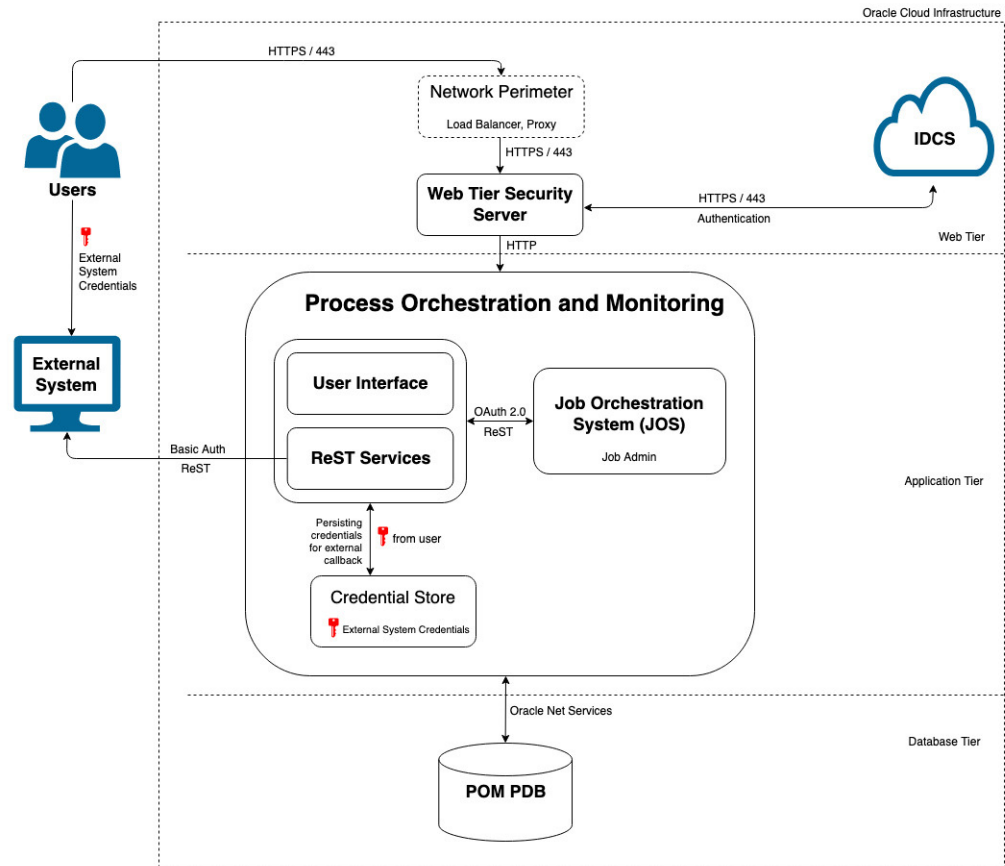 Oracle Cloud Infrastructure
HTTPS / 443
Network Perimeter
Load Balancer, Proxy
IDCS
HTTPS / 443
Users
Web Tier Security
Server
HTTPS / 443
Authentication
Web Tier
HTTP
External
System
Credentials
Process Orchestration and Monitoring
External
System
User Interface
OAuth 2.0
ReST
Job Orchestration
System (JOS)
Job Admin
Basic Auth
ReST
ReST Services
Application Tier
Persisting
credentials
for external
callback
from user
Credential Store
External System Credentials
Oracle Net Services
Database Tier
POM PDB